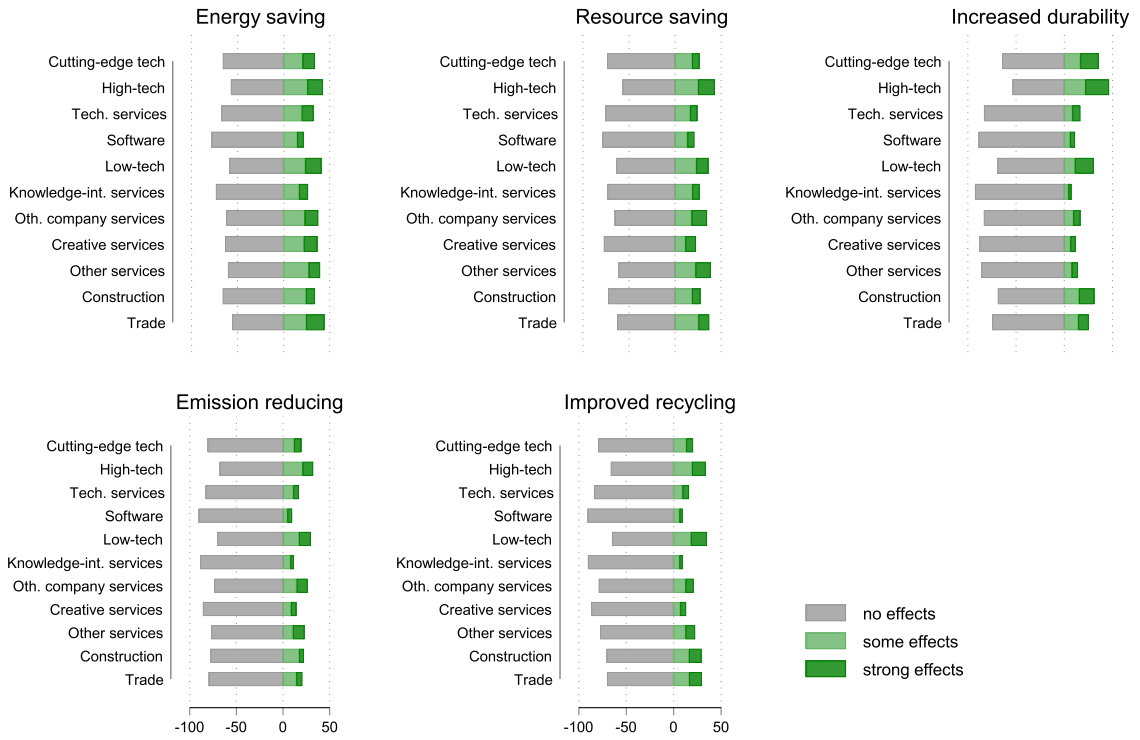 Energy saving
Cutting-edge tech
High-tech
Tech. services
Software
Low-tech
Knowledge-int. services
Oth. company services
Creative services
Other services
Construction
Trade
Resource saving
Cutting-edge tech
High-tech
Tech. services
Software
Low-tech
Knowledge-int. services
Oth. company services
Creative services
Other services
Construction
Trade
Increased durability
Cutting-edge tech
High-tech
Tech. services
Software
Low-tech
Knowledge-int. services
Oth. company services
Creative services
Other services
Construction
Trade
Emission reducing
Cutting-edge tech
High-tech
Tech. services
Software
Low-tech
Knowledge-int. services
Oth. company services
Creative services
Other services
Construction
Trade
-100 -50 0 50
Improved recycling
Cutting-edge tech
High-tech
Tech. services
Software
Low-tech
Knowledge-int. services
Oth. company services
Creative services
Other services
Construction
Trade
-100 -50 0 50
no effects
some effects
strong effects